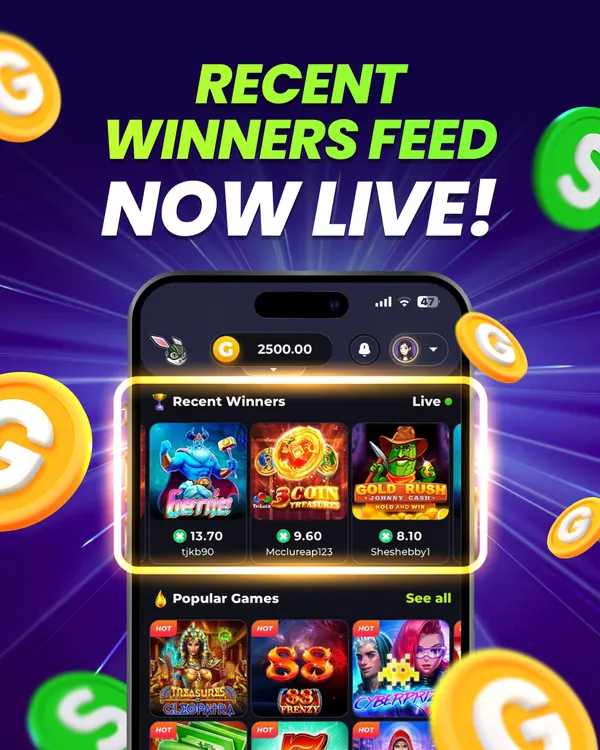 RECENT
WINNERS FEED
NOW LIVE!
47
G 2500.00
Recent Winners Live
Genie
3 COIN
TREASURES
GOLD RUSH
JOHNNY CASH
HOLD AND WIN
13.70
9.60
8.10
tjkb90
Mcclureap123
Sheshebby1
Popular Games See all
HOT
HOT
HOT
TREASURES
OF
CLEOPATRA
88
88
FRENZY
HOT
HOT
HOT
G
S
G
G
G
S
G